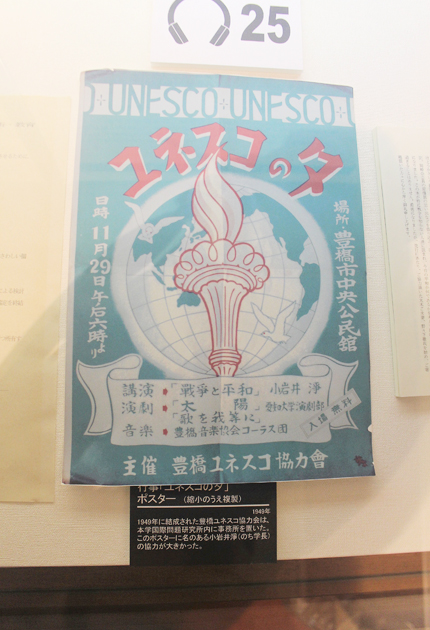 25
UNESCO UNESCO
ユネスコの夕
日時 11月29日午后六時より
場所・豊橋市中央公民館
講演・「戦爭と平和」小岩井 淨
演劇・「太陽」愛知大学演劇部
「歌を我等に」
音楽・豊橋音楽協会コーラス団
入場無料
主催 豊橋ユネスコ協力會
行事「ユネスコの夕」
ポスター (縮小のうえ複製)
1949年
1949年に結成された豊橋ユネスコ協力会は、
本学国際問題研究所内に事務所を置いた。
このポスターに名のある小岩井淨(のち学長)
の協力が大きかった。